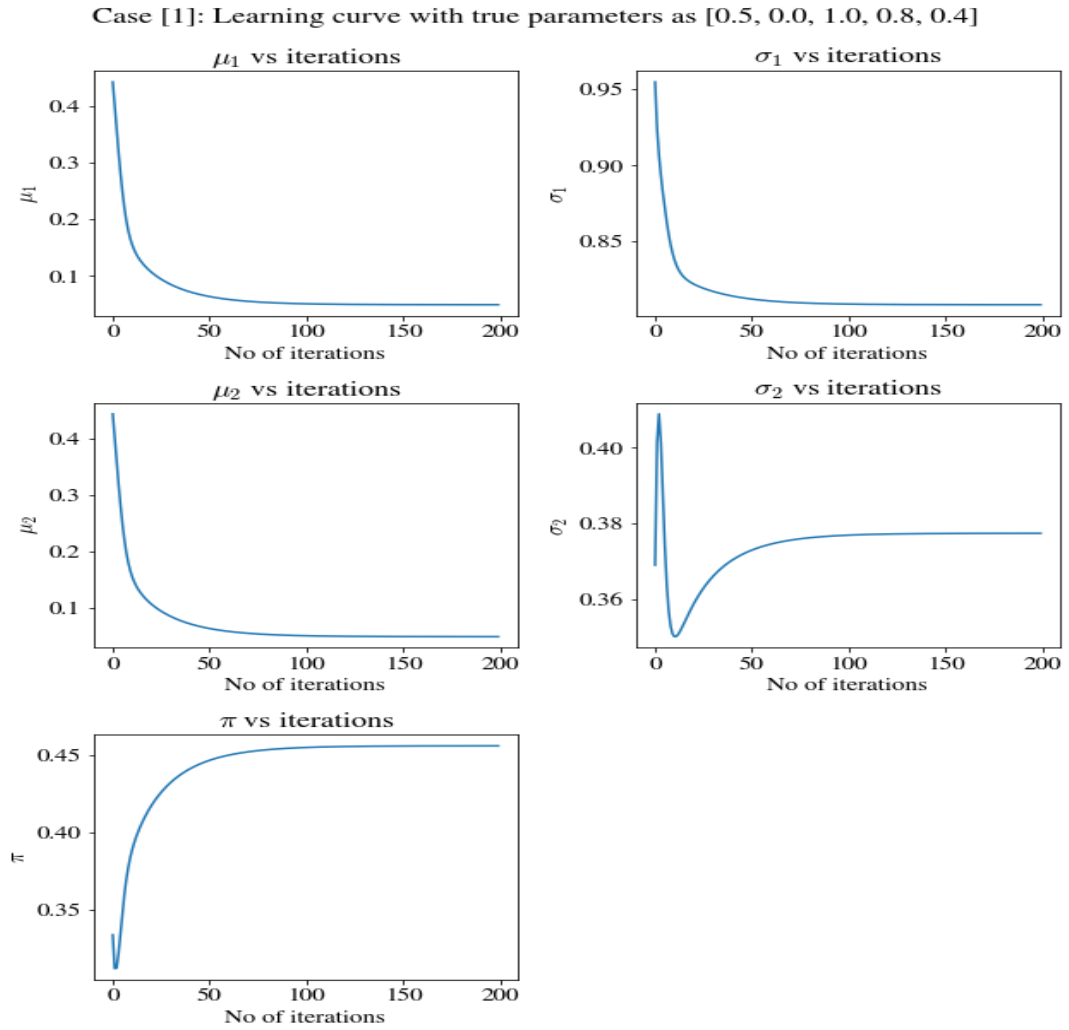 Case [1]: Learning curve with true parameters as [0.5, 0.0, 1.0, 0.8, 0.4]
μ₁ vs iterations
0.4
0.3
0.2
0.1
μ₁
0 50 100 150 200
No of iterations
σ₁ vs iterations
0.95
0.90
0.85
σ₁
0 50 100 150 200
No of iterations
μ₂ vs iterations
0.4
0.3
0.2
0.1
μ₂
0 50 100 150 200
No of iterations
σ₂ vs iterations
0.40
0.38
0.36
σ₂
0 50 100 150 200
No of iterations
π vs iterations
0.45
0.40
0.35
π
0 50 100 150 200
No of iterations